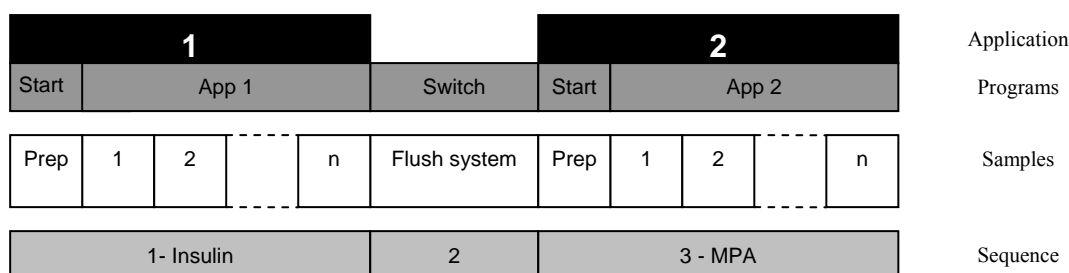 1 2 Application
Start App 1 Switch Start App 2 Programs
Prep 1 2 n Flush system Prep 1 2 n Samples
1- Insulin 2 3 - MPA Sequence